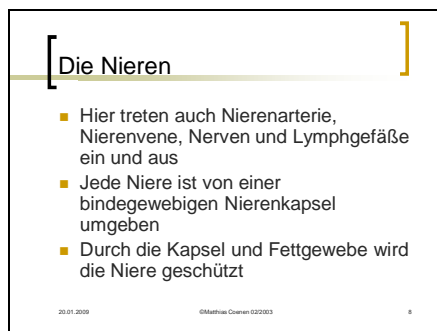 Die Nieren
Hier treten auch Nierenarterie,
Nierenvene, Nerven und Lymphgefäße
ein und aus
Jede Niere ist von einer
bindegewebigen Nierenkapsel
umgeben
Durch die Kapsel und Fettgewebe wird
die Niere geschützt
20.01.2009 ©Matthias Coenen 02/2003 8